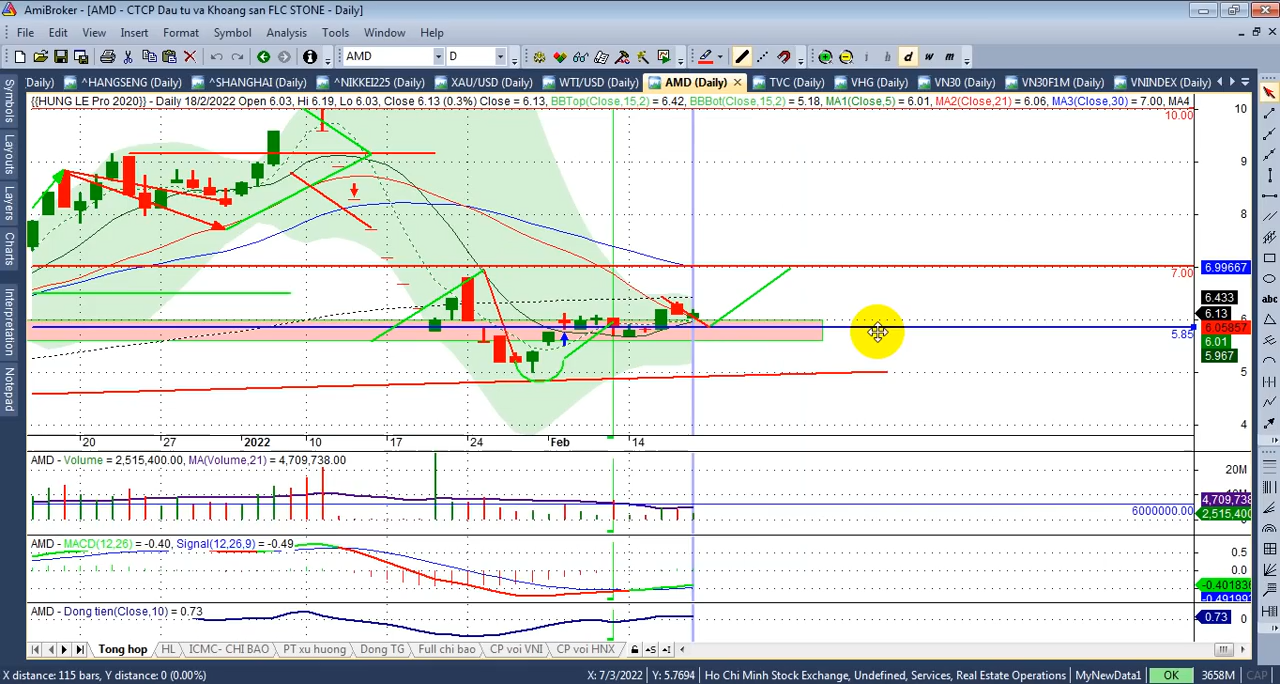 AmiBroker - [AMD - CTCP Dau tu va Khoang san FLC STONE - Daily]
File Edit View Insert Format Symbol Analysis Tools Window Help
AMD D i h d w m
Daily) ^HANGSENG (Daily) ^SHANGHAI (Daily) ^NIKKEI225 (Daily) XAU/USD (Daily) WTI/USD (Daily) AMD (Daily) TVC (Daily) VHG (Daily) VN30 (Daily) VN30F1M (Daily) VNINDEX (Daily)
Symbols
Layouts
Layers
Charts
Interpretation
Notepad
{{HUNG LE Pro 2020}} - Daily 18/2/2022 Open 6.03, Hi 6.19, Lo 6.03, Close 6.13 (0.3%) Close = 6.13, BBTop(Close,15,2) = 6.42, BBBot(Close,15,2) = 5.18, MA1(Close,5) = 6.01, MA2(Close,21) = 6.06, MA3(Close,30) = 7.00, MA4
10
10.00
9
8
6.99667
7.00
6.433
6.13
6.05857
5.85
6.01
5.967
5
4
20 27 2022 10 17 24 Feb 14
AMD - Volume = 2,515,400.00, MA(Volume,21) = 4,709,738.00
20M
4,709,738
6000000.00
2,515,400
AMD - MACD(12,26) = -0.40, Signal(12,26,9) = -0.49
0.5
0.0
-0.401836
-0.491991
AMD - Dong tien(Close,10) = 0.73
0.73 0
Tong hop HL ICMC- CHI BAO PT xu huong Dong TG Full chi bao CP voi VNI CP voi HNX
abc
X distance: 115 bars, Y distance: 0 (0.00%) X: 7/3/2022 Y: 5.7694 Ho Chi Minh Stock Exchange, Undefined, Services, Real Estate Operations MyNewData1 OK 3658M CAP